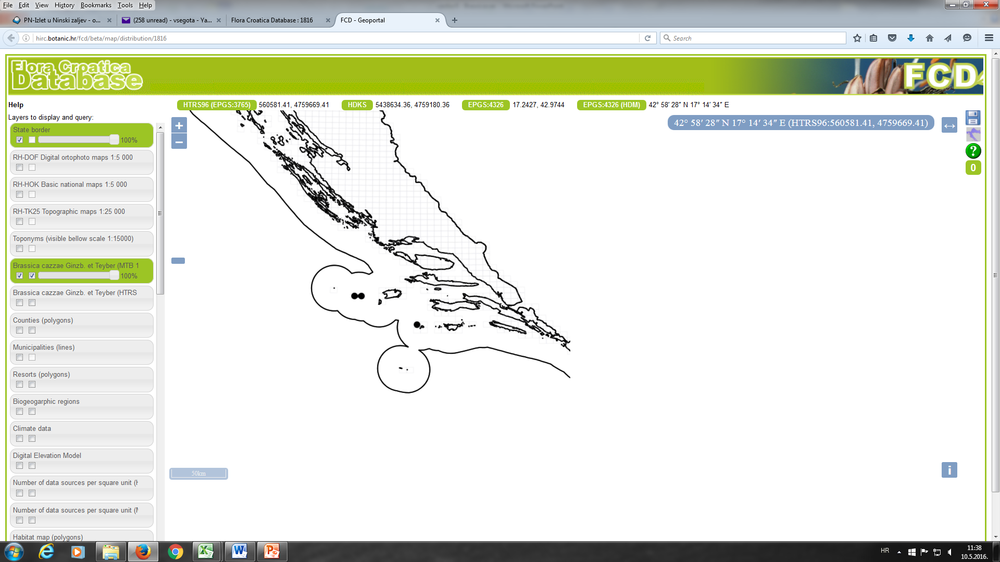 File Edit View History Bookmarks Tools Help
PN-Izlet u Ninski zaljev - o...
(258 unread) - vsegota - Ya...
Flora Croatica Database : 1816
FCD - Geoportal
hirc.botanic.hr/fcd/beta/map/distribution/1816
Search
Flora Croatica
Database
FCD
Help
HTRS96 (EPGS:3765) 560581.41, 4759669.41 HDKS 5438634.36, 4759180.36 EPGS:4326 17.2427, 42.9744 EPGS:4326 (HDM) 42° 58′ 28″ N 17° 14′ 34″ E
Layers to display and query:
42° 58′ 28″ N 17° 14′ 34″ E (HTRS96:560581.41, 4759669.41)
State border
100%
RH-DOF Digital ortophoto maps 1:5 000
RH-HOK Basic national maps 1:5 000
RH-TK25 Topographic maps 1:25 000
Toponyms (visible bellow scale 1:15000)
Brassica cazzae Ginzb. et Teyber (MTB 1
100%
Brassica cazzae Ginzb. et Teyber (HTRS
Counties (polygons)
Municipalities (lines)
Resorts (polygons)
Biogeogarphic regions
Climate data
Digital Elevation Model
Number of data sources per square unit (
Number of data sources per square unit (
Habitat map (polygons)
+
−
?
0
50km
i
HR
11:38
10.5.2016.